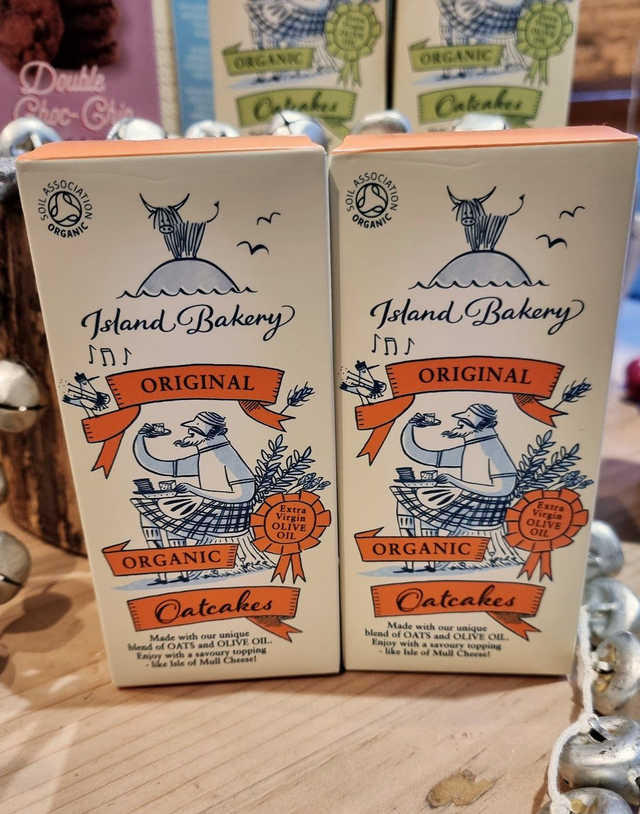 Double
Choc-Chip
ORGANIC
Oatcakes
ORGANIC
Oatcakes
SOIL ASSOCIATION
ORGANIC
Island Bakery
ORIGINAL
Extra
Virgin
OLIVE
OIL
ORGANIC
Oatcakes
Made with our unique
blend of OATS and OLIVE OIL.
Enjoy with a savoury topping
- like Isle of Mull Cheese!
SOIL ASSOCIATION
ORGANIC
Island Bakery
ORIGINAL
Extra
Virgin
OLIVE
OIL
ORGANIC
Oatcakes
Made with our unique
blend of OATS and OLIVE OIL.
Enjoy with a savoury topping
- like Isle of Mull Cheese!